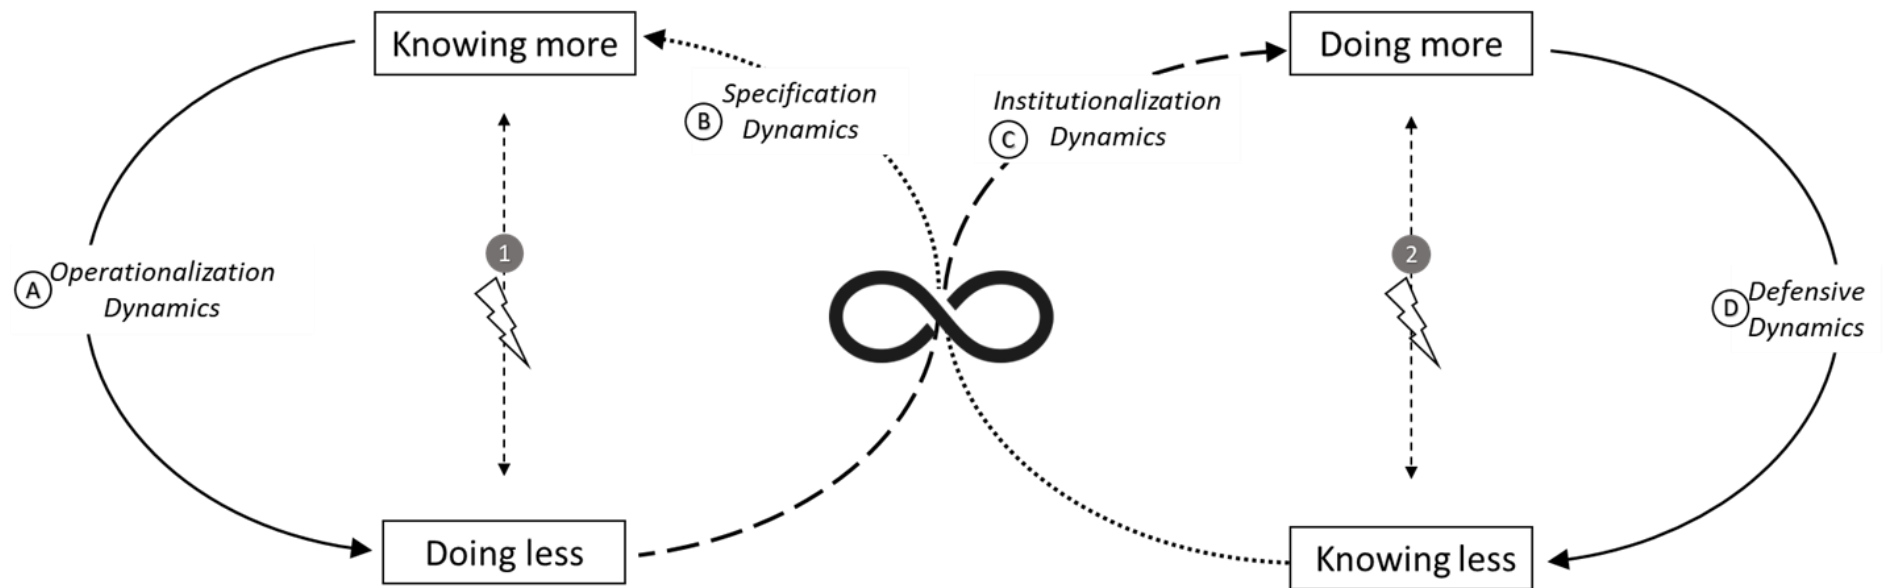 Knowing more
Doing more
Specification
B
Dynamics
Institutionalization
C
Dynamics
1
2
A
Operationalization
Dynamics
D
Defensive
Dynamics
Doing less
Knowing less